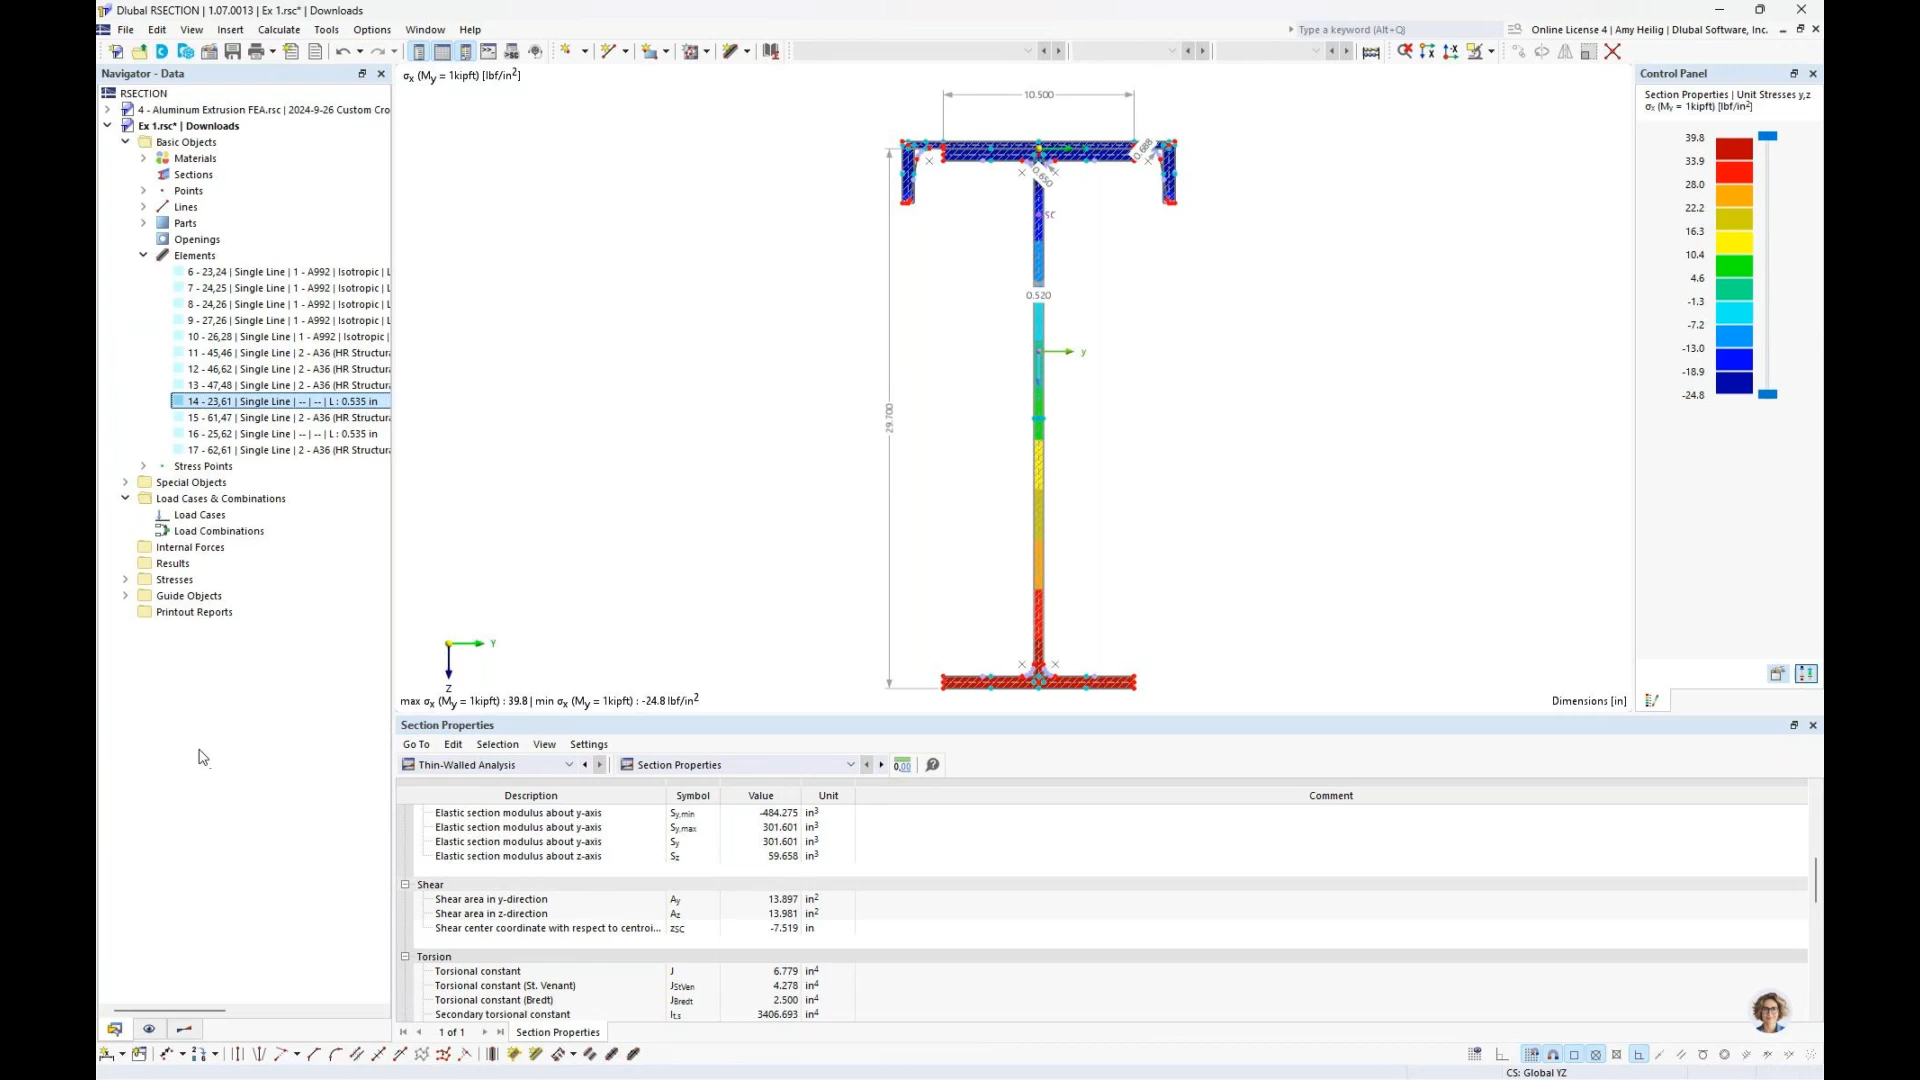 Dlubal RSECTION | 1.07.0013 | Ex 1.rsc* | Downloads
File Edit View Insert Calculate Tools Options Window Help
Type a keyword (Alt+Q)
Online License 4 | Amy Heilig | Dlubal Software, Inc.
Navigator - Data
RSECTION
4 - Aluminum Extrusion FEA.rsc | 2024-9-26 Custom Cro
Ex 1.rsc* | Downloads
Basic Objects
Materials
Sections
Points
Lines
Parts
Openings
Elements
6 - 23,24 | Single Line | 1 - A992 | Isotropic | L
7 - 24,25 | Single Line | 1 - A992 | Isotropic | L
8 - 24,26 | Single Line | 1 - A992 | Isotropic | L
9 - 27,26 | Single Line | 1 - A992 | Isotropic | L
10 - 26,28 | Single Line | 1 - A992 | Isotropic |
11 - 45,46 | Single Line | 2 - A36 (HR Structura
12 - 46,62 | Single Line | 2 - A36 (HR Structura
13 - 47,48 | Single Line | 2 - A36 (HR Structura
14 - 23,61 | Single Line | -- | -- | L : 0.535 in
15 - 61,47 | Single Line | 2 - A36 (HR Structura
16 - 25,62 | Single Line | -- | -- | L : 0.535 in
17 - 62,61 | Single Line | 2 - A36 (HR Structura
Stress Points
Special Objects
Load Cases & Combinations
Load Cases
Load Combinations
Internal Forces
Results
Stresses
Guide Objects
Printout Reports
σx (My = 1kipft) [lbf/in²]
10.500
0.688
0.650
SC
0.520
y
29.700
Y
Z
max σx (My = 1kipft) : 39.8 | min σx (My = 1kipft) : -24.8 lbf/in²
Dimensions [in]
Control Panel
Section Properties | Unit Stresses y,z
σx (My = 1kipft) [lbf/in²]
39.8
33.9
28.0
22.2
16.3
10.4
4.6
-1.3
-7.2
-13.0
-18.9
-24.8
Section Properties
Go To Edit Selection View Settings
Thin-Walled Analysis Section Properties 0,00
Description Symbol Value Unit Comment
Elastic section modulus about y-axis Sy,min -484.275 in³
Elastic section modulus about y-axis Sy,max 301.601 in³
Elastic section modulus about y-axis Sy 301.601 in³
Elastic section modulus about z-axis Sz 59.658 in³
Shear
Shear area in y-direction Ay 13.897 in²
Shear area in z-direction Az 13.981 in²
Shear center coordinate with respect to centroi... zSC -7.519 in
Torsion
Torsional constant J 6.779 in⁴
Torsional constant (St. Venant) JStVen 4.278 in⁴
Torsional constant (Bredt) JBredt 2.500 in⁴
Secondary torsional constant It,s 3406.693 in⁴
1 of 1 Section Properties
CS: Global YZ